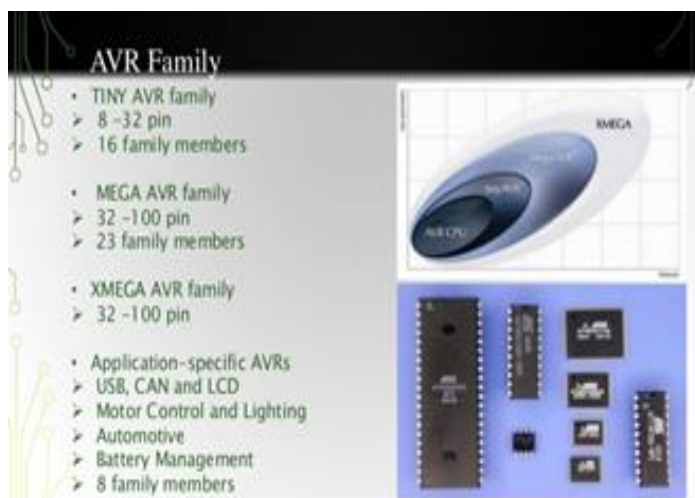 AVR Family
• TINY AVR family
➢ 8 -32 pin
➢ 16 family members
• MEGA AVR family
➢ 32 -100 pin
➢ 23 family members
• XMEGA AVR family
➢ 32 -100 pin
• Application-specific AVRs
➢ USB, CAN and LCD
➢ Motor Control and Lighting
➢ Automotive
➢ Battery Management
➢ 8 family members
XMEGA
AVR CPU